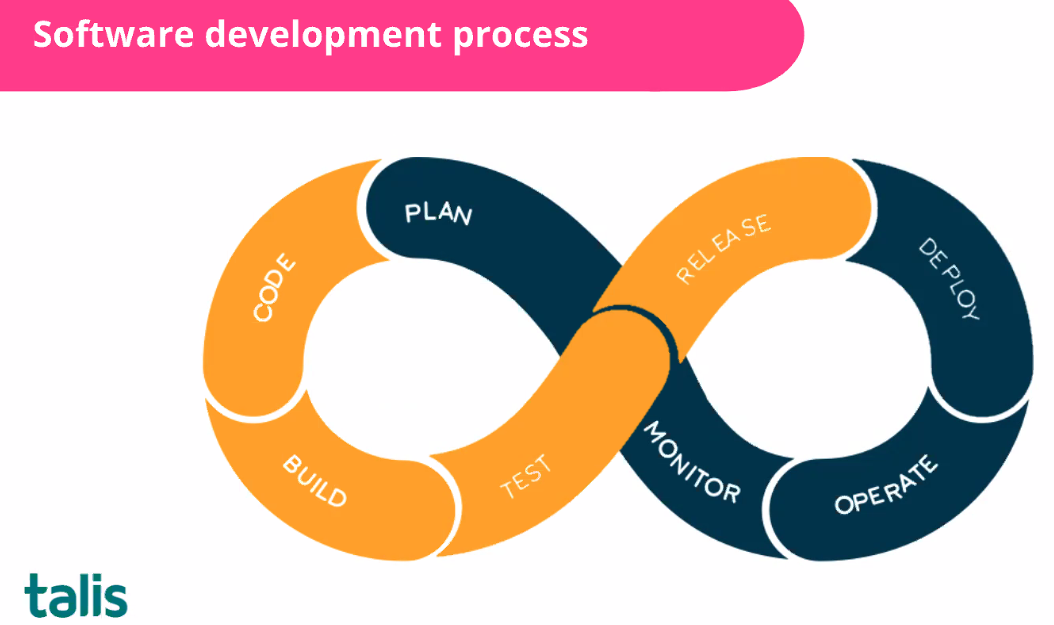 Software development process
PLAN
CODE
BUILD
TEST
RELEASE
DEPLOY
OPERATE
MONITOR
talis